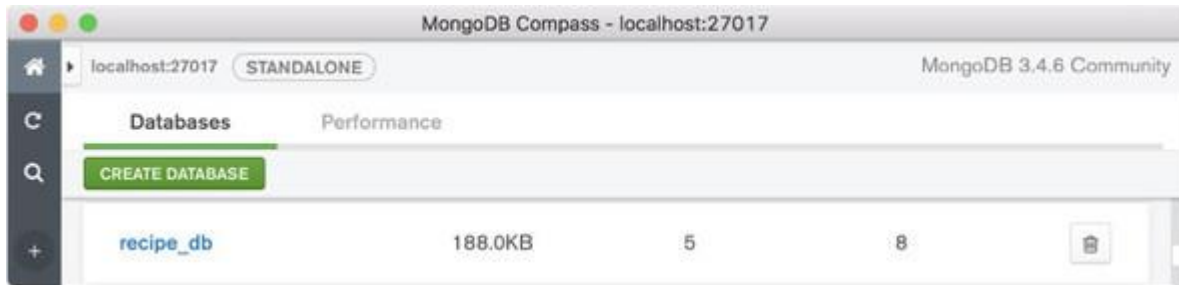 MongoDB Compass - localhost:27017
localhost:27017 STANDALONE MongoDB 3.4.6 Community
Databases Performance
CREATE DATABASE
recipe_db 188.0KB 5 8